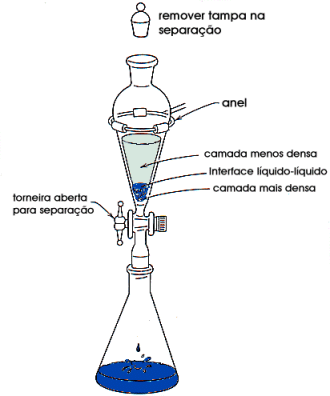 remover tampa na
separação
anel
camada menos densa
Interface líquido-líquido
camada mais densa
torneira aberta
para separação